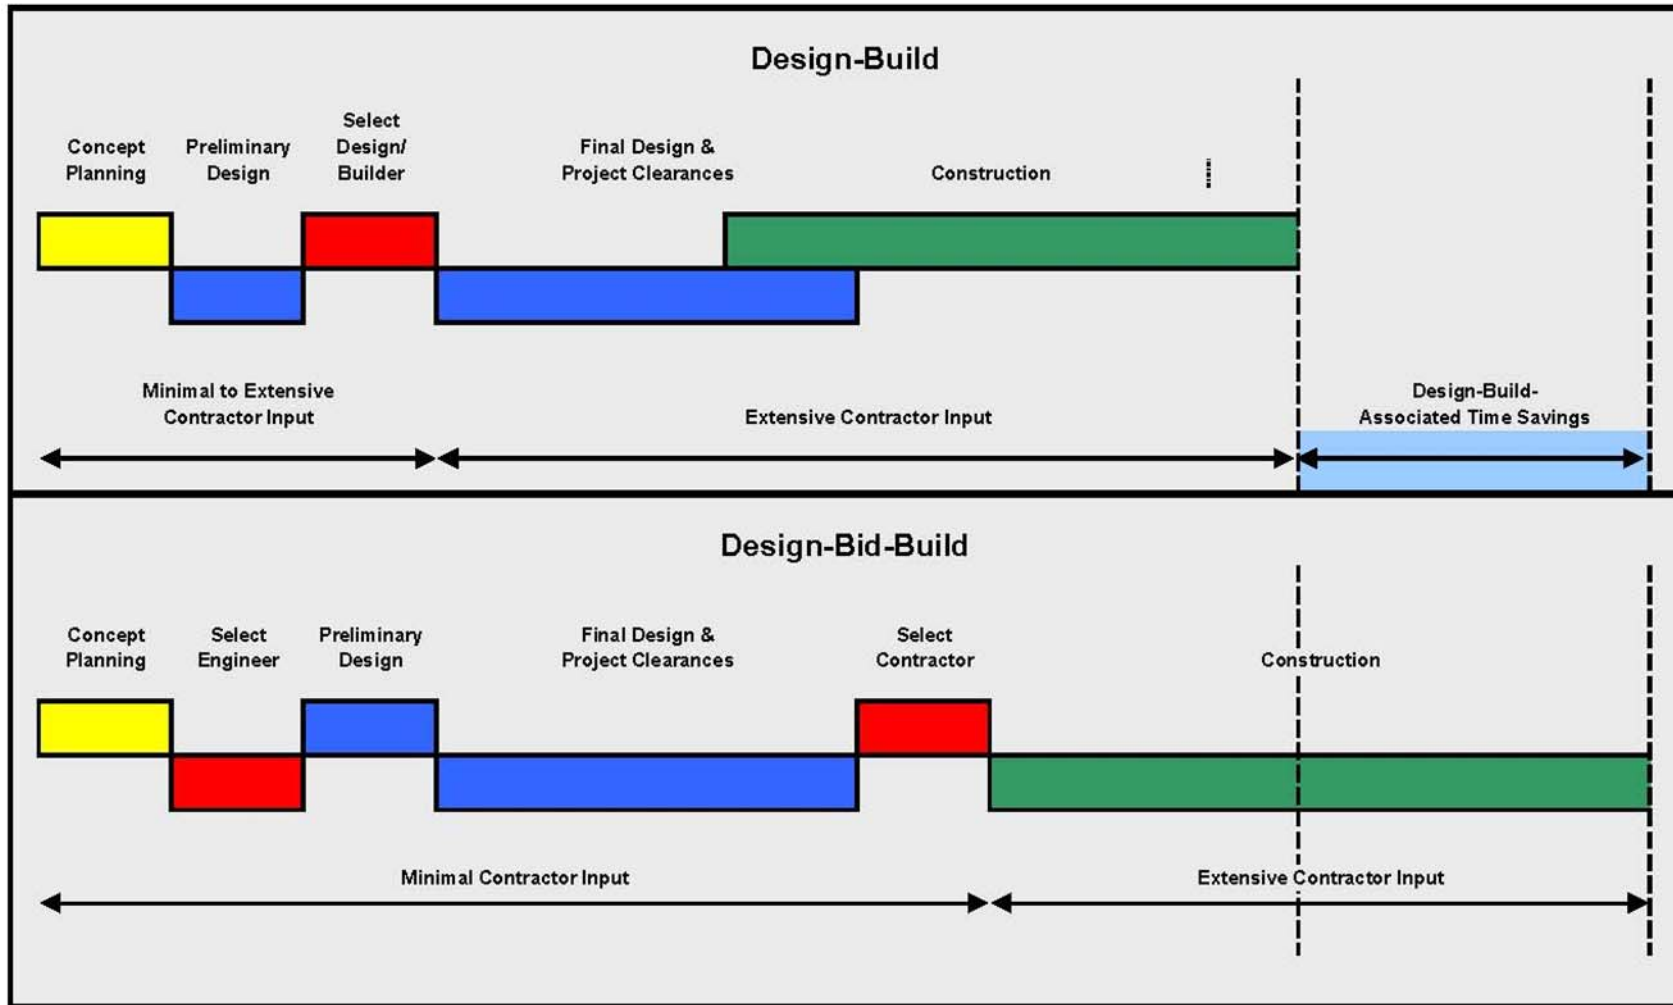 Design-Build
Concept
Planning
Preliminary
Design
Select
Design/
Builder
Final Design &
Project Clearances
Construction
Minimal to Extensive
Contractor Input
Extensive Contractor Input
Design-Build-
Associated Time Savings
Design-Bid-Build
Concept
Planning
Select
Engineer
Preliminary
Design
Final Design &
Project Clearances
Select
Contractor
Construction
Minimal Contractor Input
Extensive Contractor Input